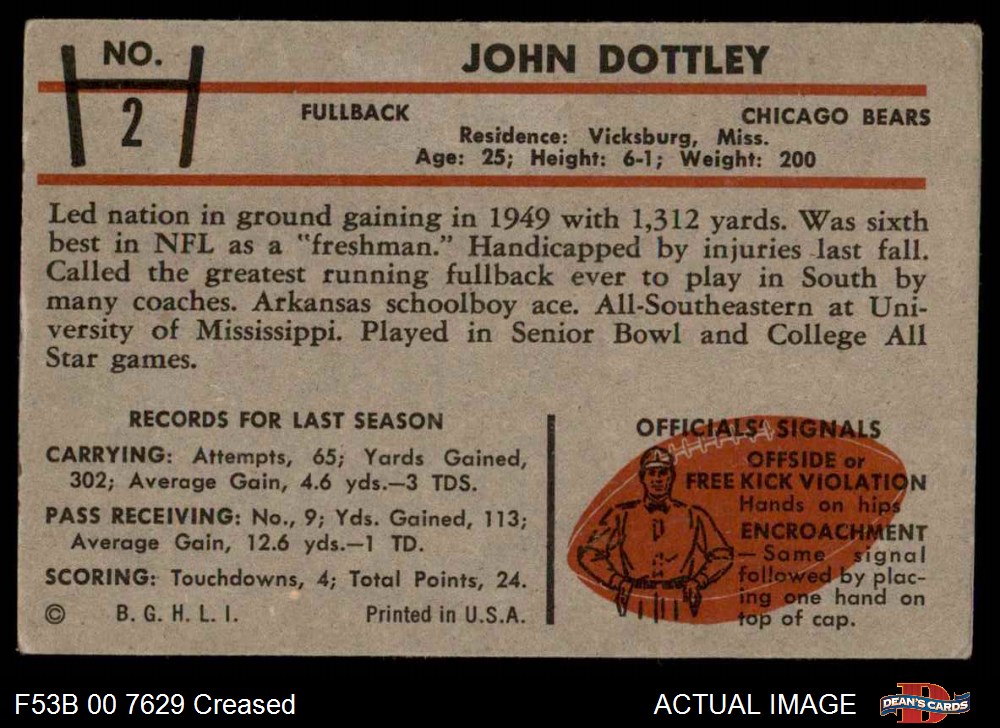 NO.
2
JOHN DOTTLEY
FULLBACK
CHICAGO BEARS
Residence: Vicksburg, Miss.
Age: 25; Height: 6-1; Weight: 200
Led nation in ground gaining in 1949 with 1,312 yards. Was sixth
best in NFL as a "freshman." Handicapped by injuries last fall.
Called the greatest running fullback ever to play in South by
many coaches. Arkansas schoolboy ace. All-Southeastern at Uni-
versity of Mississippi. Played in Senior Bowl and College All
Star games.
RECORDS FOR LAST SEASON
CARRYING: Attempts, 65; Yards Gained,
302; Average Gain, 4.6 yds.—3 TDS.
PASS RECEIVING: No., 9; Yds. Gained, 113;
Average Gain, 12.6 yds.—1 TD.
SCORING: Touchdowns, 4; Total Points, 24.
© B. G. H. L. I. Printed in U.S.A.
OFFICIALS' SIGNALS
OFFSIDE or
FREE KICK VIOLATION
Hands on hips
ENCROACHMENT
—Same signal
followed by plac-
ing one hand on
top of cap.
F53B 00 7629 Creased
ACTUAL IMAGE
D
DEAN'S CARDS